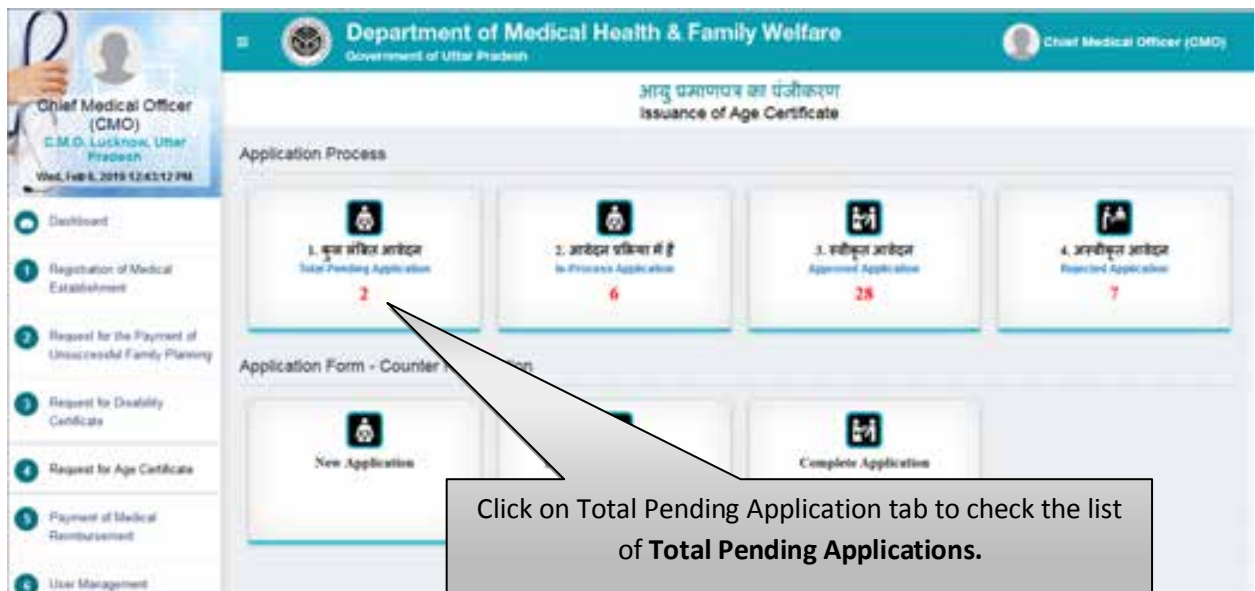 Department of Medical Health & Family Welfare
Government of Uttar Pradesh
Chief Medical Officer (CMO)
Chief Medical Officer
(CMO)
C.M.O. Lucknow, Uttar
Pradesh
Wed, Feb 6, 2019 12:43:12 PM
आयु प्रमाणपत्र का पंजीकरण
Issuance of Age Certificate
Application Process
1. कुल लंबित आवेदन
Total Pending Application
2
2. आवेदन प्रक्रिया में है
In-Process Application
6
3. स्वीकृत आवेदन
Approved Application
28
4. अस्वीकृत आवेदन
Rejected Application
7
Dashboard
1 Registration of Medical
Establishment
2 Request for the Payment of
Unsuccessful Family Planning
3 Request for Disability
Certificate
4 Request for Age Certificate
5 Payment of Medical
Reimbursement
6 User Management
Application Form - Counter
New Application
Complete Application
Click on Total Pending Application tab to check the list
of Total Pending Applications.